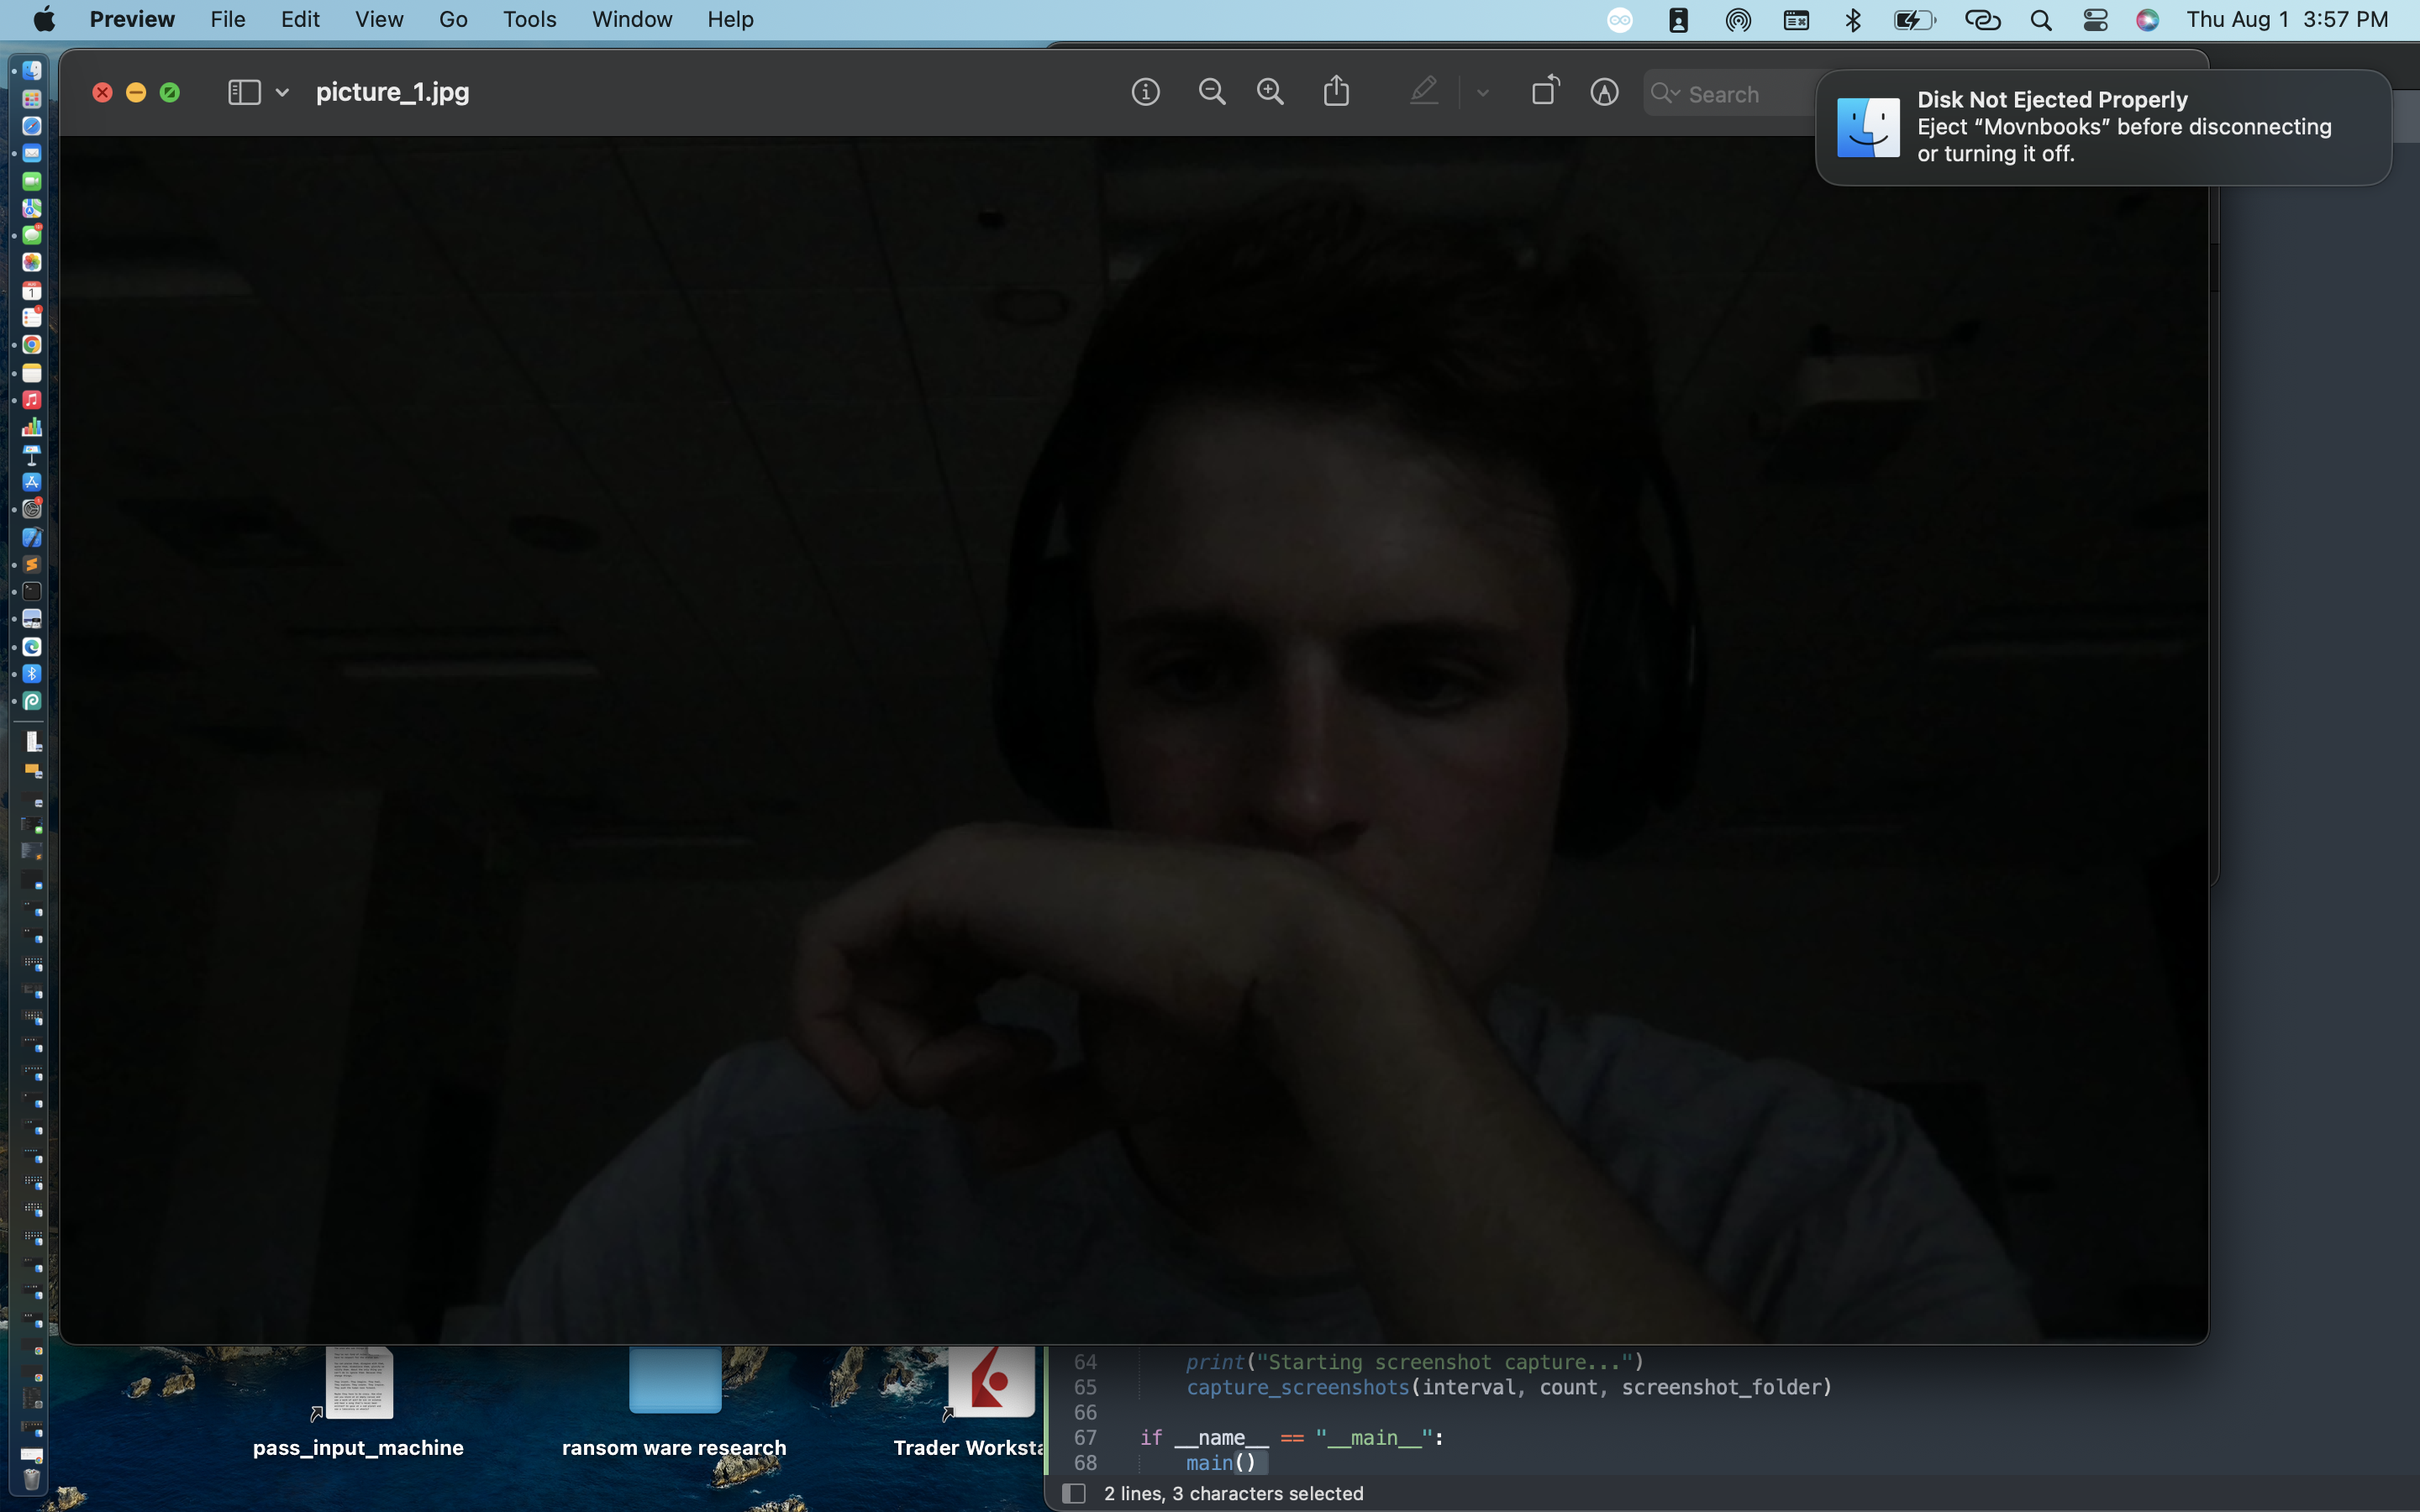 Preview File Edit View Go Tools Window Help Thu Aug 1 3:57 PM
picture_1.jpg
Search
Disk Not Ejected Properly
Eject “Movnbooks” before disconnecting
or turning it off.
64 print("Starting screenshot capture...")
65 capture_screenshots(interval, count, screenshot_folder)
66
67 if __name__ == "__main__":
68 main()
pass_input_machine ransom ware research Trader Worksta
2 lines, 3 characters selected